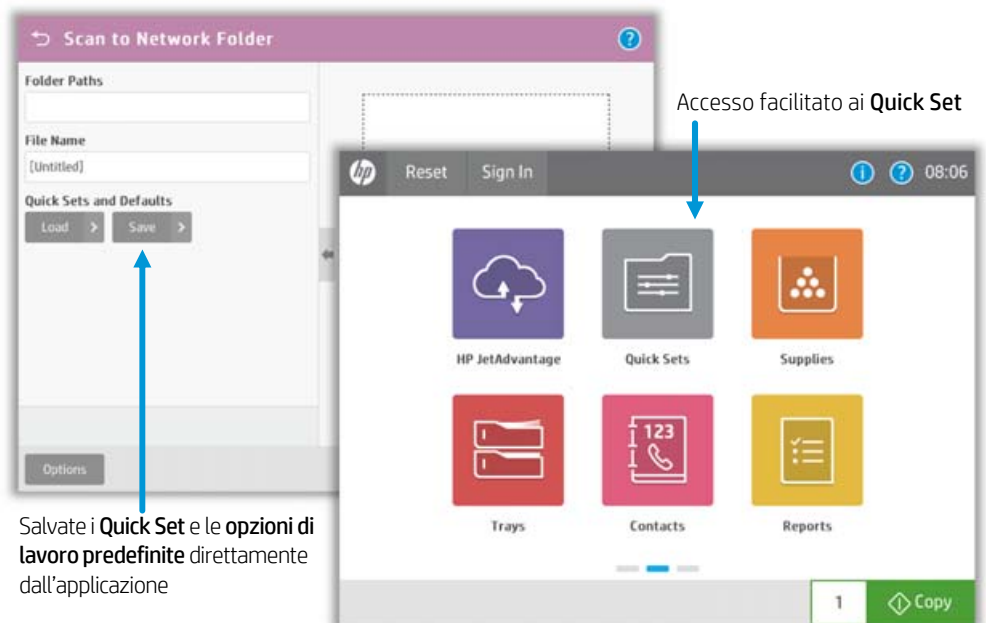 Scan to Network Folder
?
Folder Paths
File Name
[Untitled]
Quick Sets and Defaults
Load >
Save >
Options
Accesso facilitato ai Quick Set
hp
Reset
Sign In
i
?
08:06
HP JetAdvantage
Quick Sets
Supplies
123
Trays
Contacts
Reports
1
Copy
Salvate i Quick Set e le opzioni di
lavoro predefinite direttamente
dall'applicazione